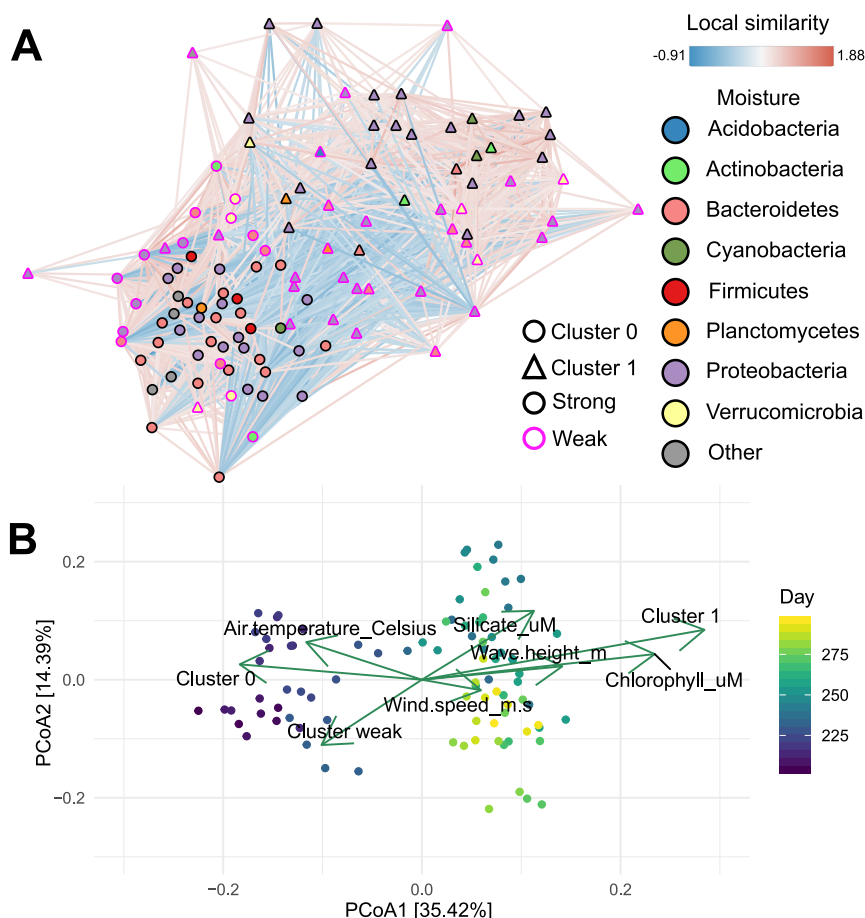 A
Local similarity
-0.91
1.88
Moisture
Acidobacteria
Actinobacteria
Bacteroidetes
Cyanobacteria
Firmicutes
Planctomycetes
Proteobacteria
Verrucomicrobia
Other
Cluster 0
Cluster 1
Strong
Weak
B
PCoA2 [14.39%]
0.2
0.0
−0.2
Air.temperature_Celsius
Silicate_uM
Cluster 1
Wave.height_m
Cluster 0
Chlorophyll_uM
Wind.speed_m.s
Cluster weak
−0.2
0.0
0.2
PCoA1 [35.42%]
Day
275
250
225